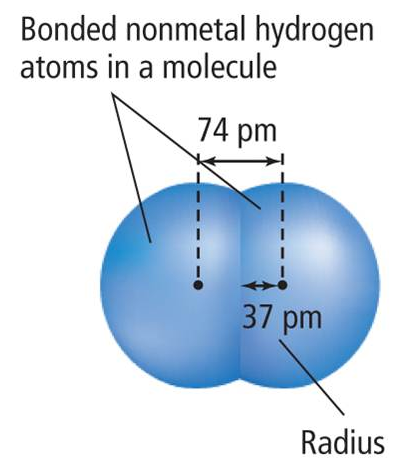 Bonded nonmetal hydrogen
atoms in a molecule
74 pm
37 pm
Radius